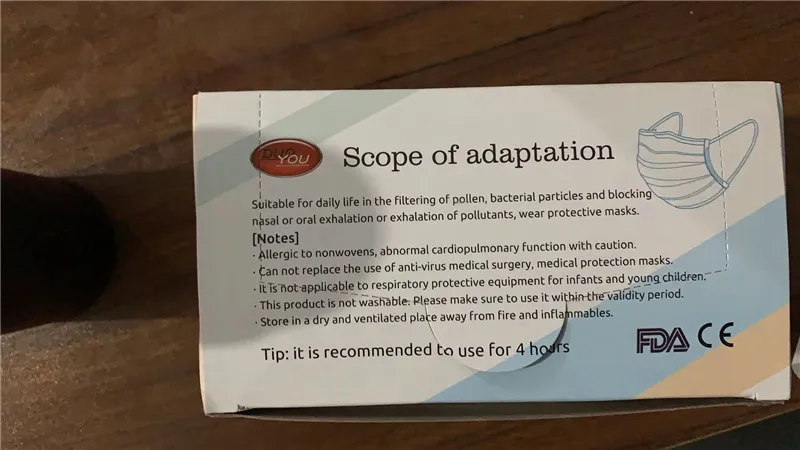 DUO YOU
Scope of adaptation
Suitable for daily life in the filtering of pollen, bacterial particles and blocking
nasal or oral exhalation or exhalation of pollutants, wear protective masks.
[Notes]
· Allergic to nonwovens, abnormal cardiopulmonary function with caution.
· Can not replace the use of anti-virus medical surgery, medical protection masks.
· It is not applicable to respiratory protective equipment for infants and young children.
· This product is not washable. Please make sure to use it within the validity period.
· Store in a dry and ventilated place away from fire and inflammables.
Tip: it is recommended to use for 4 hours
FDA CE